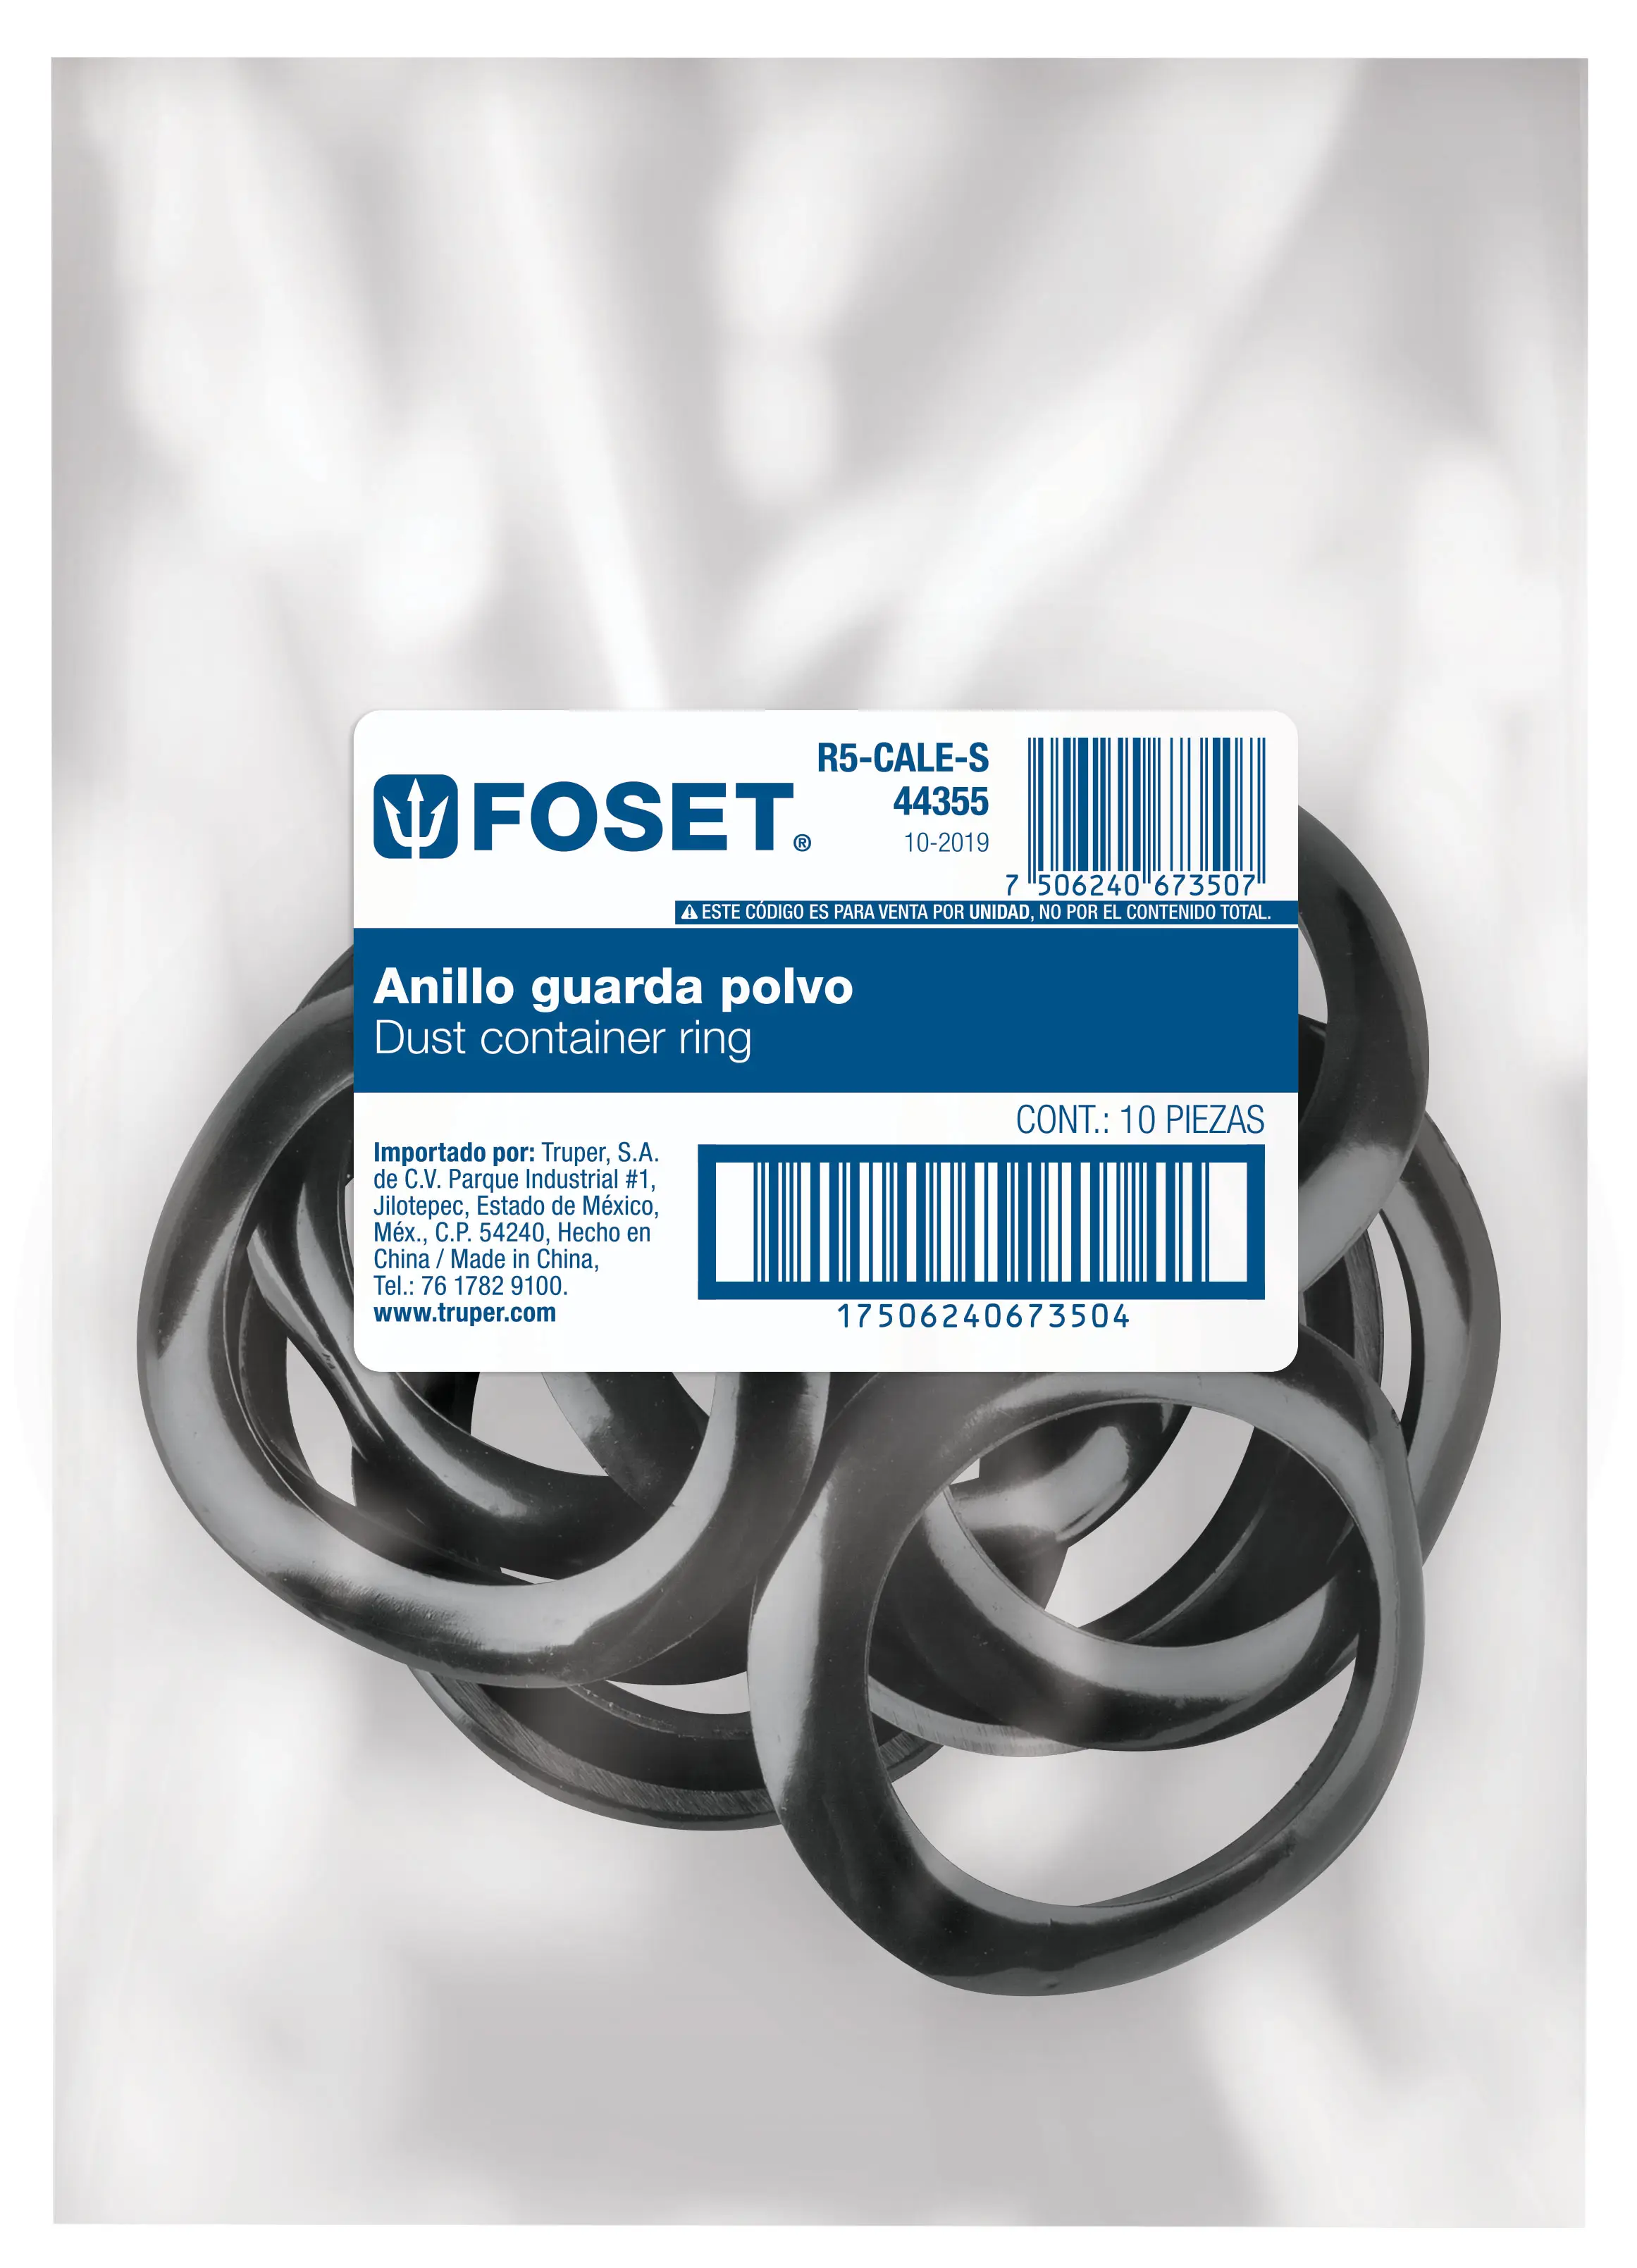 FOSET®
R5-CALE-S
44355
10-2019
7 506240 673507
ESTE CÓDIGO ES PARA VENTA POR UNIDAD, NO POR EL CONTENIDO TOTAL.
Anillo guarda polvo
Dust container ring
CONT.: 10 PIEZAS
Importado por: Truper, S.A.
de C.V. Parque Industrial #1,
Jilotepec, Estado de México,
Méx., C.P. 54240, Hecho en
China / Made in China,
Tel.: 76 1782 9100.
www.truper.com
17506240673504